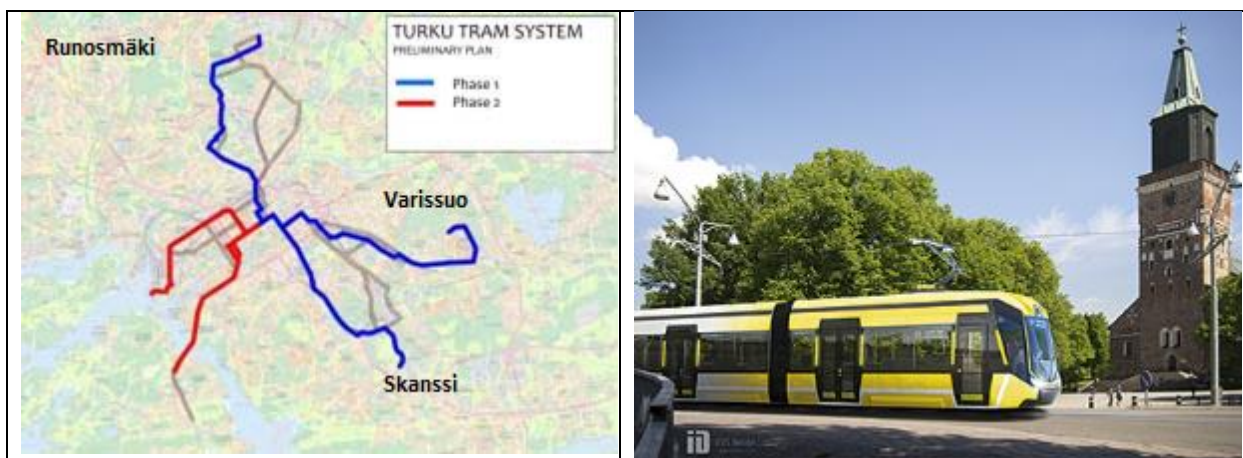 Runosmäki
TURKU TRAM SYSTEM
PRELIMINARY PLAN
Phase 1
Phase 2
Varissuo
Skanssi